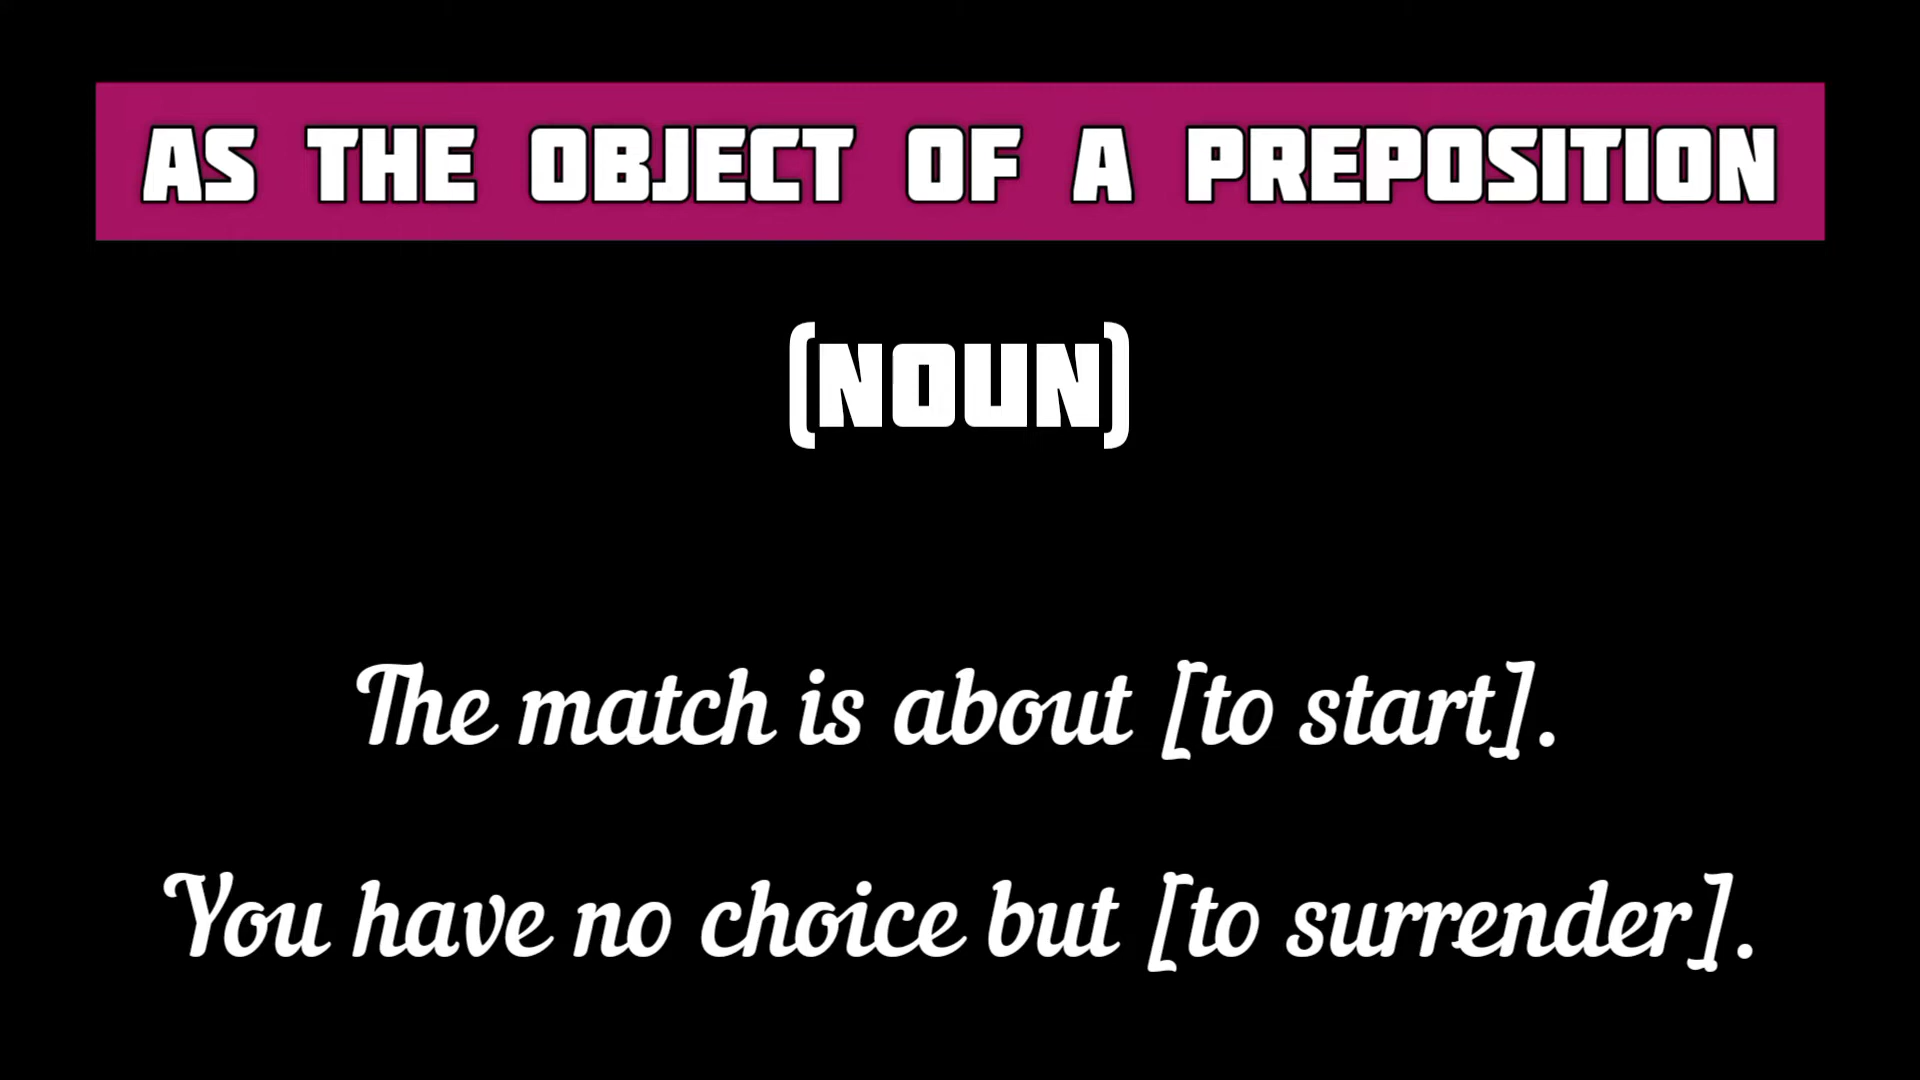 AS THE OBJECT OF A PREPOSITION
(NOUN)
The match is about [to start].
You have no choice but [to surrender].